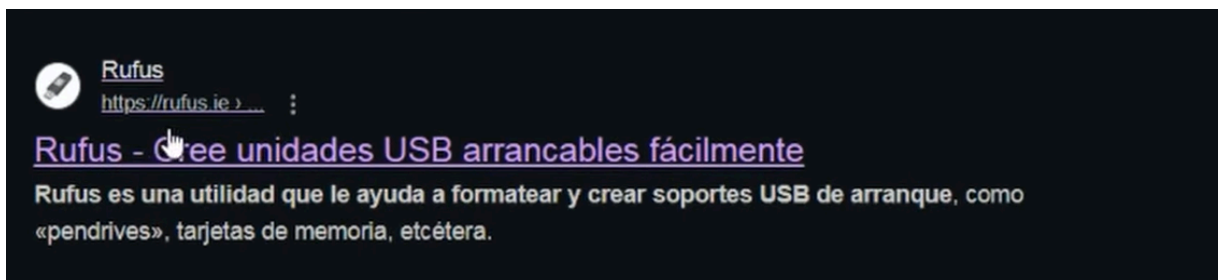 Rufus
https://rufus.ie › ...
Rufus - Cree unidades USB arrancables fácilmente
Rufus es una utilidad que le ayuda a formatear y crear soportes USB de arranque, como
«pendrives», tarjetas de memoria, etcétera.